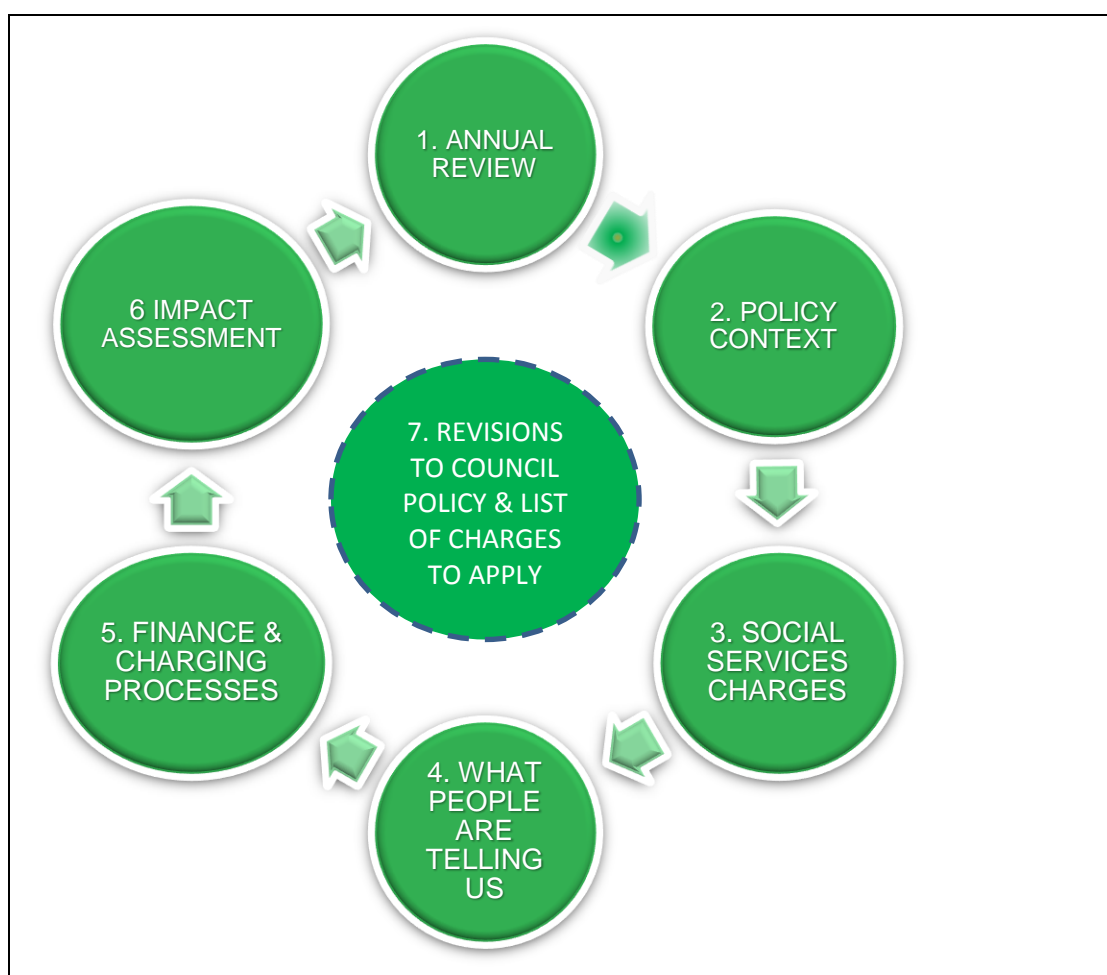 1. ANNUAL
REVIEW
2. POLICY
CONTEXT
3. SOCIAL
SERVICES
CHARGES
4. WHAT
PEOPLE
ARE
TELLING
US
5. FINANCE &
CHARGING
PROCESSES
6 IMPACT
ASSESSMENT
7. REVISIONS
TO COUNCIL
POLICY & LIST
OF CHARGES
TO APPLY